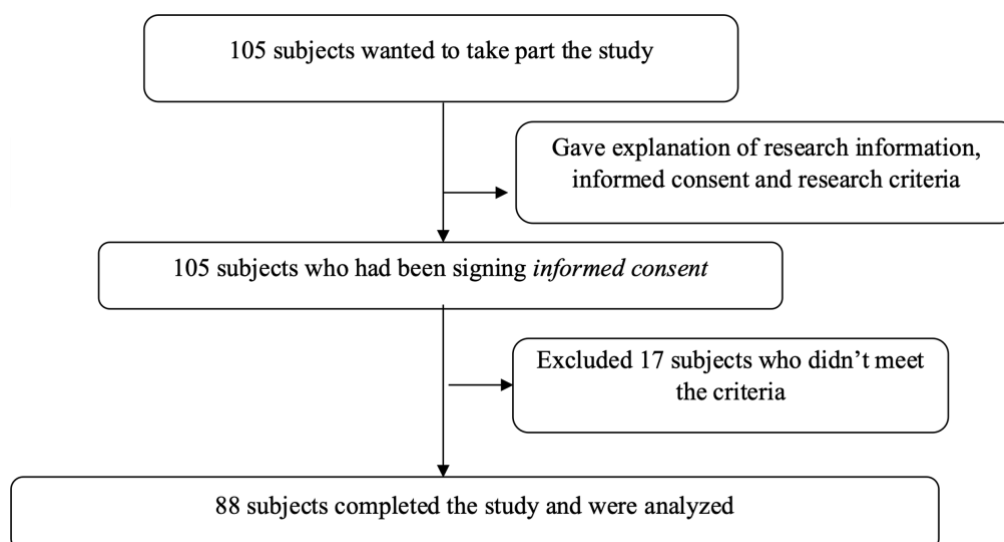 105 subjects wanted to take part the study
Gave explanation of research information,
informed consent and research criteria
105 subjects who had been signing informed consent
Excluded 17 subjects who didn’t meet
the criteria
88 subjects completed the study and were analyzed